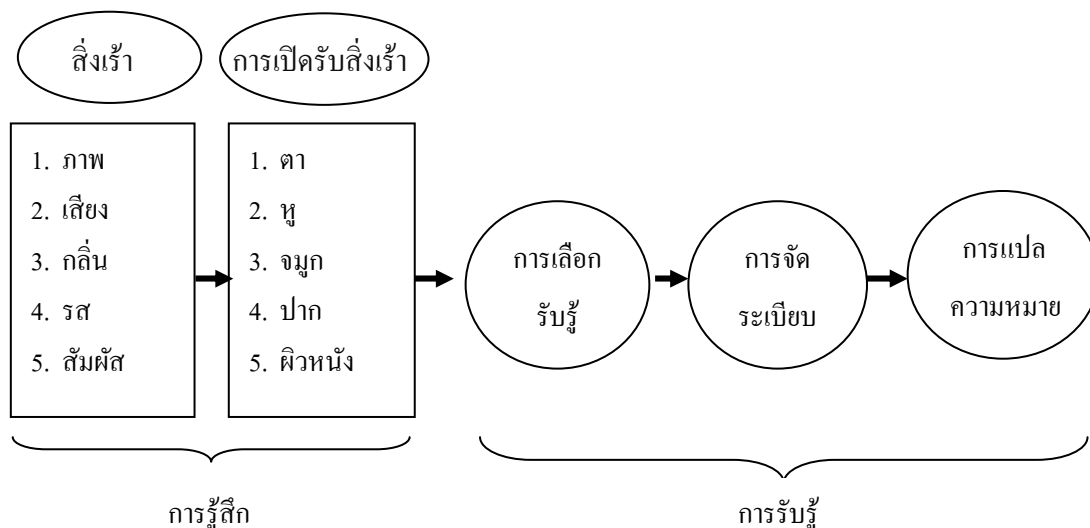 สิ่งเร้า
การเปิดรับสิ่งเร้า
1. ภาพ
2. เสียง
3. กลิ่น
4. รส
5. สัมผัส
1. ตา
2. หู
3. จมูก
4. ปาก
5. ผิวหนัง
การเลือก
รับรู้
การจัด
ระเบียบ
การแปล
ความหมาย
การรู้สึก
การรับรู้